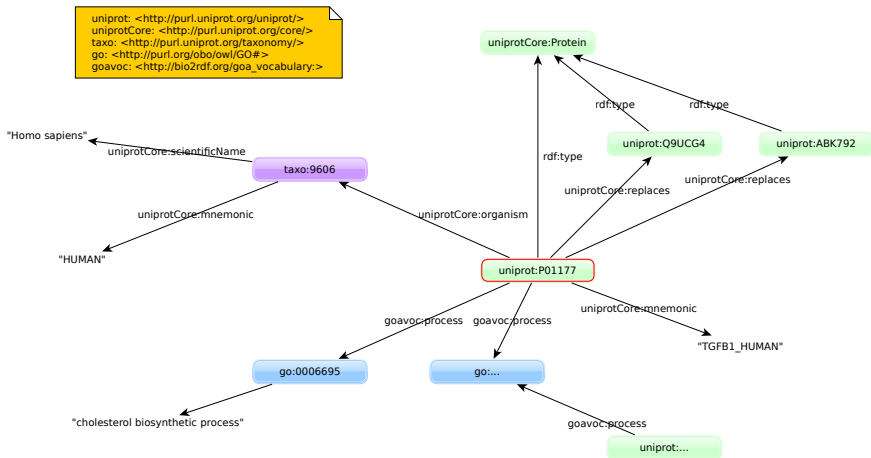 uniprot: <http://purl.uniprot.org/uniprot/>
uniprotCore: <http://purl.uniprot.org/core/>
taxo: <http://purl.uniprot.org/taxonomy/>
go: <http://purl.org/obo/owl/GO#>
goavoc: <http://bio2rdf.org/goa_vocabulary:>
uniprotCore:Protein
rdf:type
rdf:type
"Homo sapiens"
uniprotCore:scientificName
uniprot:Q9UCG4
uniprot:ABK792
rdf:type
taxo:9606
uniprotCore:replaces
uniprotCore:replaces
uniprotCore:mnemonic
uniprotCore:organism
"HUMAN"
uniprot:P01177
uniprotCore:mnemonic
goavoc:process
goavoc:process
"TGFB1_HUMAN"
go:0006695
go:...
"cholesterol biosynthetic process"
goavoc:process
uniprot:...